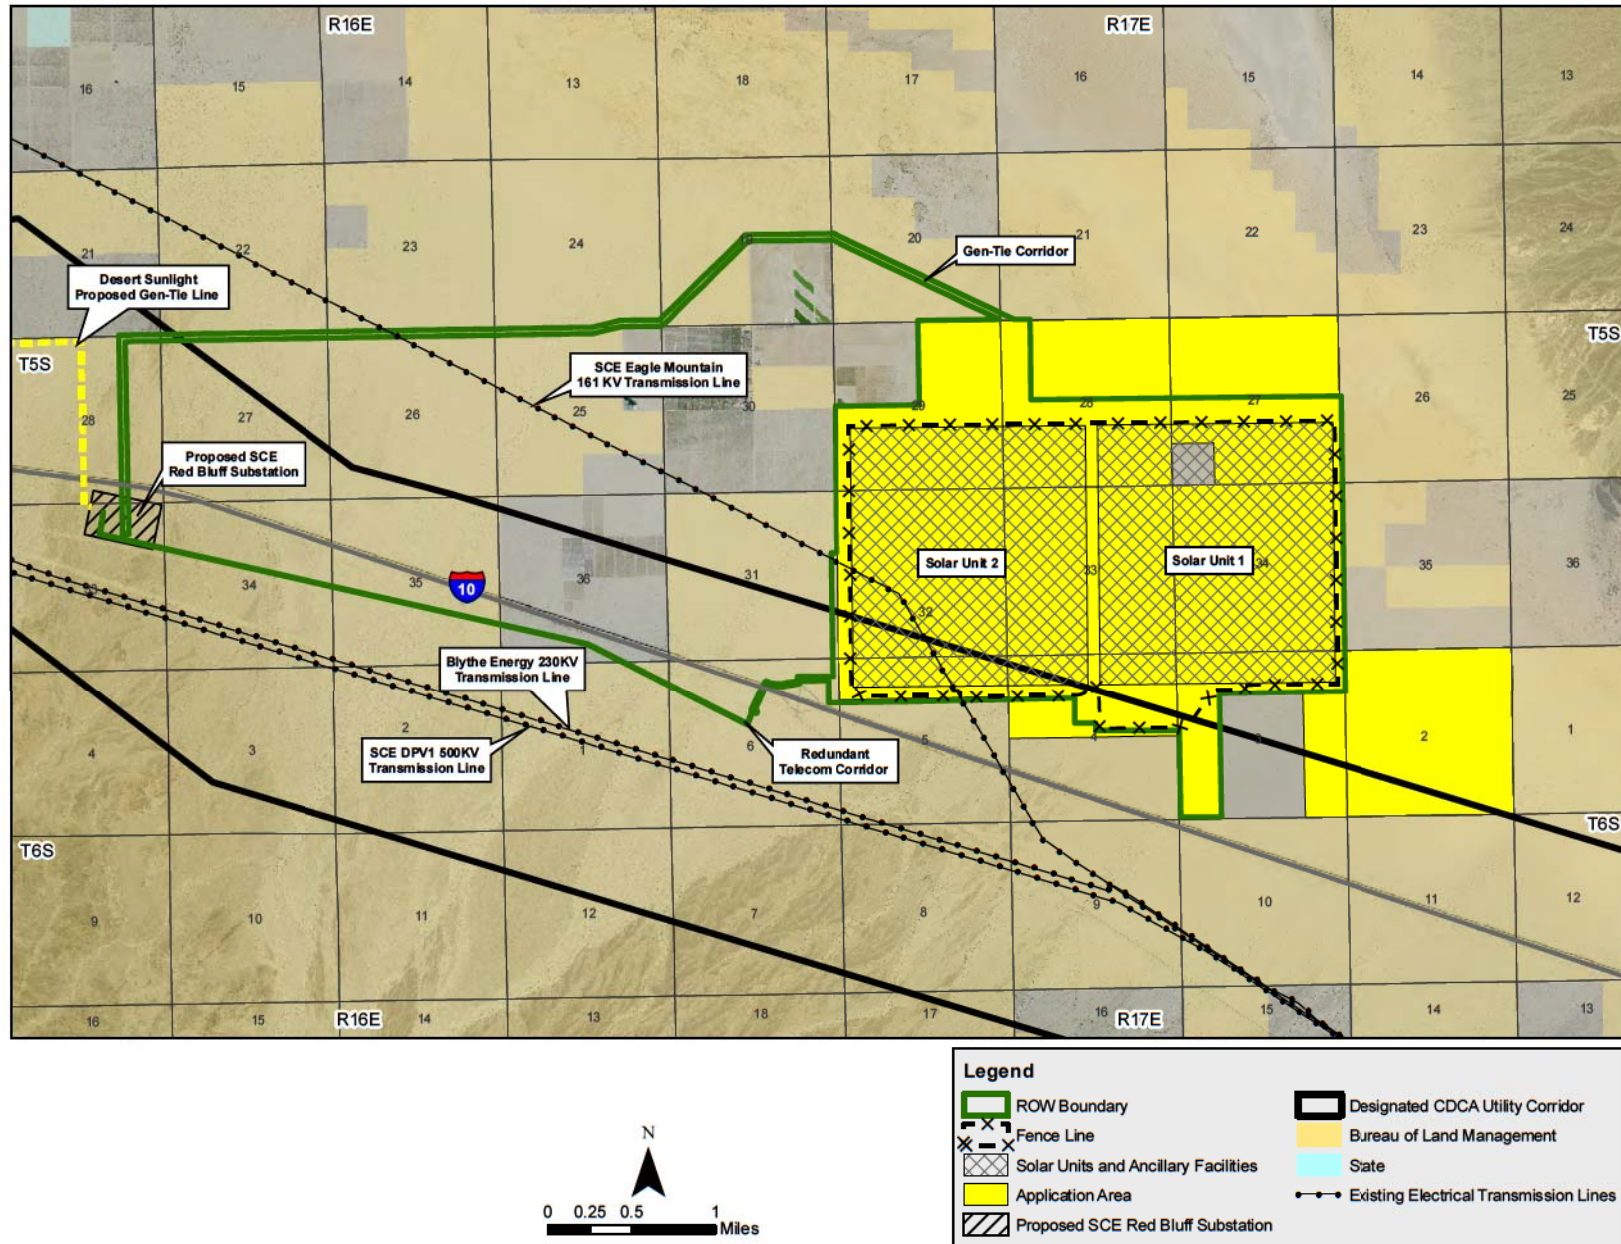 R16E
R17E
16
15
14
13
18
17
16
15
14
13
21
22
23
24
19
20
21
22
23
24
Gen-Tie Corridor
Desert Sunlight
Proposed Gen-Tie Line
T5S
T5S
SCE Eagle Mountain
161 KV Transmission Line
28
27
26
25
30
29
28
27
26
25
Proposed SCE
Red Bluff Substation
33
34
35
10
36
31
32
33
34
35
36
Solar Unit 2
Solar Unit 1
Blythe Energy 230KV
Transmission Line
SCE DPV1 500KV
Transmission Line
Redundant
Telecom Corridor
4
3
2
1
6
5
4
3
2
1
T6S
T6S
9
10
11
12
7
8
9
10
11
12
16
15
R16E
14
13
18
17
16
R17E
15
14
13
Legend
ROW Boundary
Fence Line
Solar Units and Ancillary Facilities
Application Area
Proposed SCE Red Bluff Substation
Designated CDCA Utility Corridor
Bureau of Land Management
State
Existing Electrical Transmission Lines
N
0 0.25 0.5 1
Miles